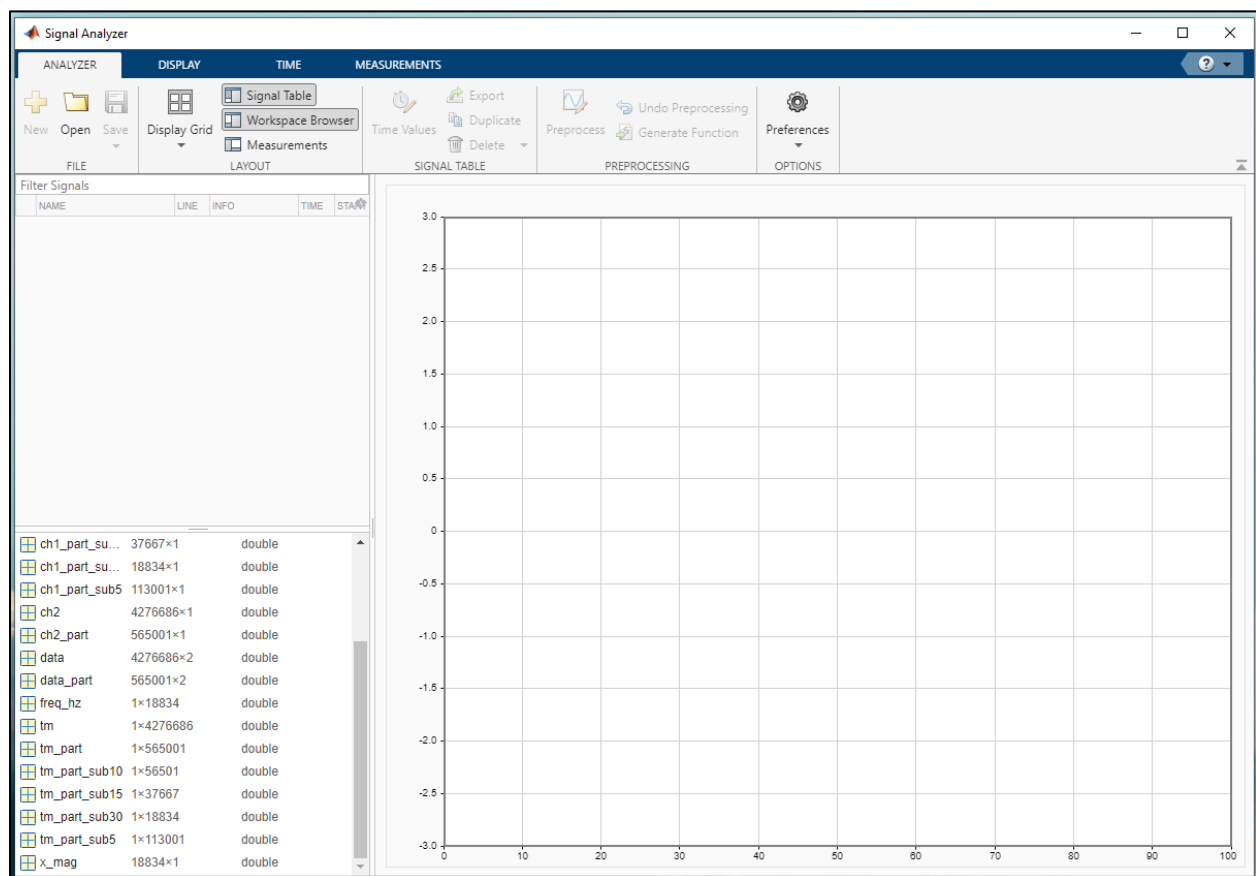 Signal Analyzer
ANALYZER DISPLAY TIME MEASUREMENTS ?
New Open Save Display Grid Signal Table Workspace Browser Measurements Time Values Export Duplicate Delete Preprocess Undo Preprocessing Generate Function Preferences
FILE LAYOUT SIGNAL TABLE PREPROCESSING OPTIONS
Filter Signals
NAME LINE INFO TIME START
ch1_part_su... 37667×1 double
ch1_part_su... 18834×1 double
ch1_part_sub5 113001×1 double
ch2 4276686×1 double
ch2_part 565001×1 double
data 4276686×2 double
data_part 565001×2 double
freq_hz 1×18834 double
tm 1×4276686 double
tm_part 1×565001 double
tm_part_sub10 1×56501 double
tm_part_sub15 1×37667 double
tm_part_sub30 1×18834 double
tm_part_sub5 1×113001 double
x_mag 18834×1 double
3.0
2.5
2.0
1.5
1.0
0.5
0
-0.5
-1.0
-1.5
-2.0
-2.5
-3.0
0 10 20 30 40 50 60 70 80 90 100